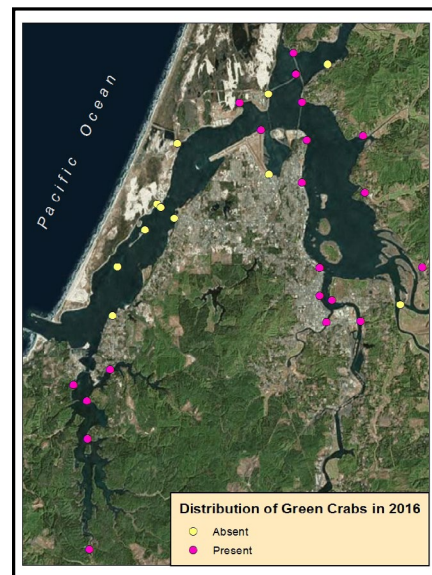 Pacific Ocean
Distribution of Green Crabs in 2016
Absent
Present